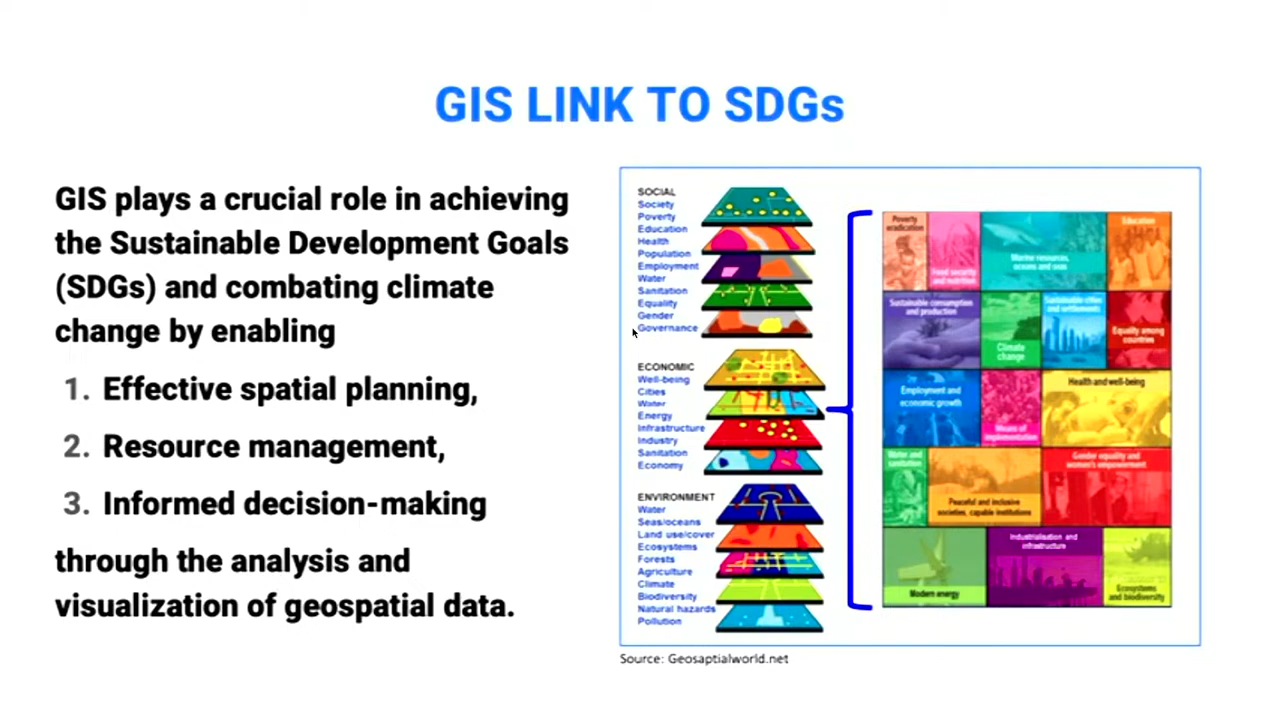 GIS LINK TO SDGs
GIS plays a crucial role in achieving
the Sustainable Development Goals
(SDGs) and combating climate
change by enabling
1. Effective spatial planning,
2. Resource management,
3. Informed decision-making
through the analysis and
visualization of geospatial data.
SOCIAL
Society
Poverty
Education
Health
Population
Employment
Water
Sanitation
Equality
Gender
Governance
ECONOMIC
Well-being
Cities
Water
Energy
Infrastructure
Industry
Sanitation
Economy
ENVIRONMENT
Water
Seas/oceans
Land use/cover
Ecosystems
Forests
Agriculture
Climate
Biodiversity
Natural hazards
Pollution
Poverty
eradication
Food security
and nutrition
Marine resources,
oceans and seas
Education
Sustainable consumption
and production
Climate
change
Sustainable cities
and settlements
Equality among
countries
Employment and
economic growth
Means of
implementation
Health and well-being
Water and
sanitation
Peaceful and inclusive
societies, capable institutions
Gender equality and
women's empowerment
Modern energy
Industrialisation and
infrastructure
Ecosystems
and biodiversity
Source: Geosaptialworld.net